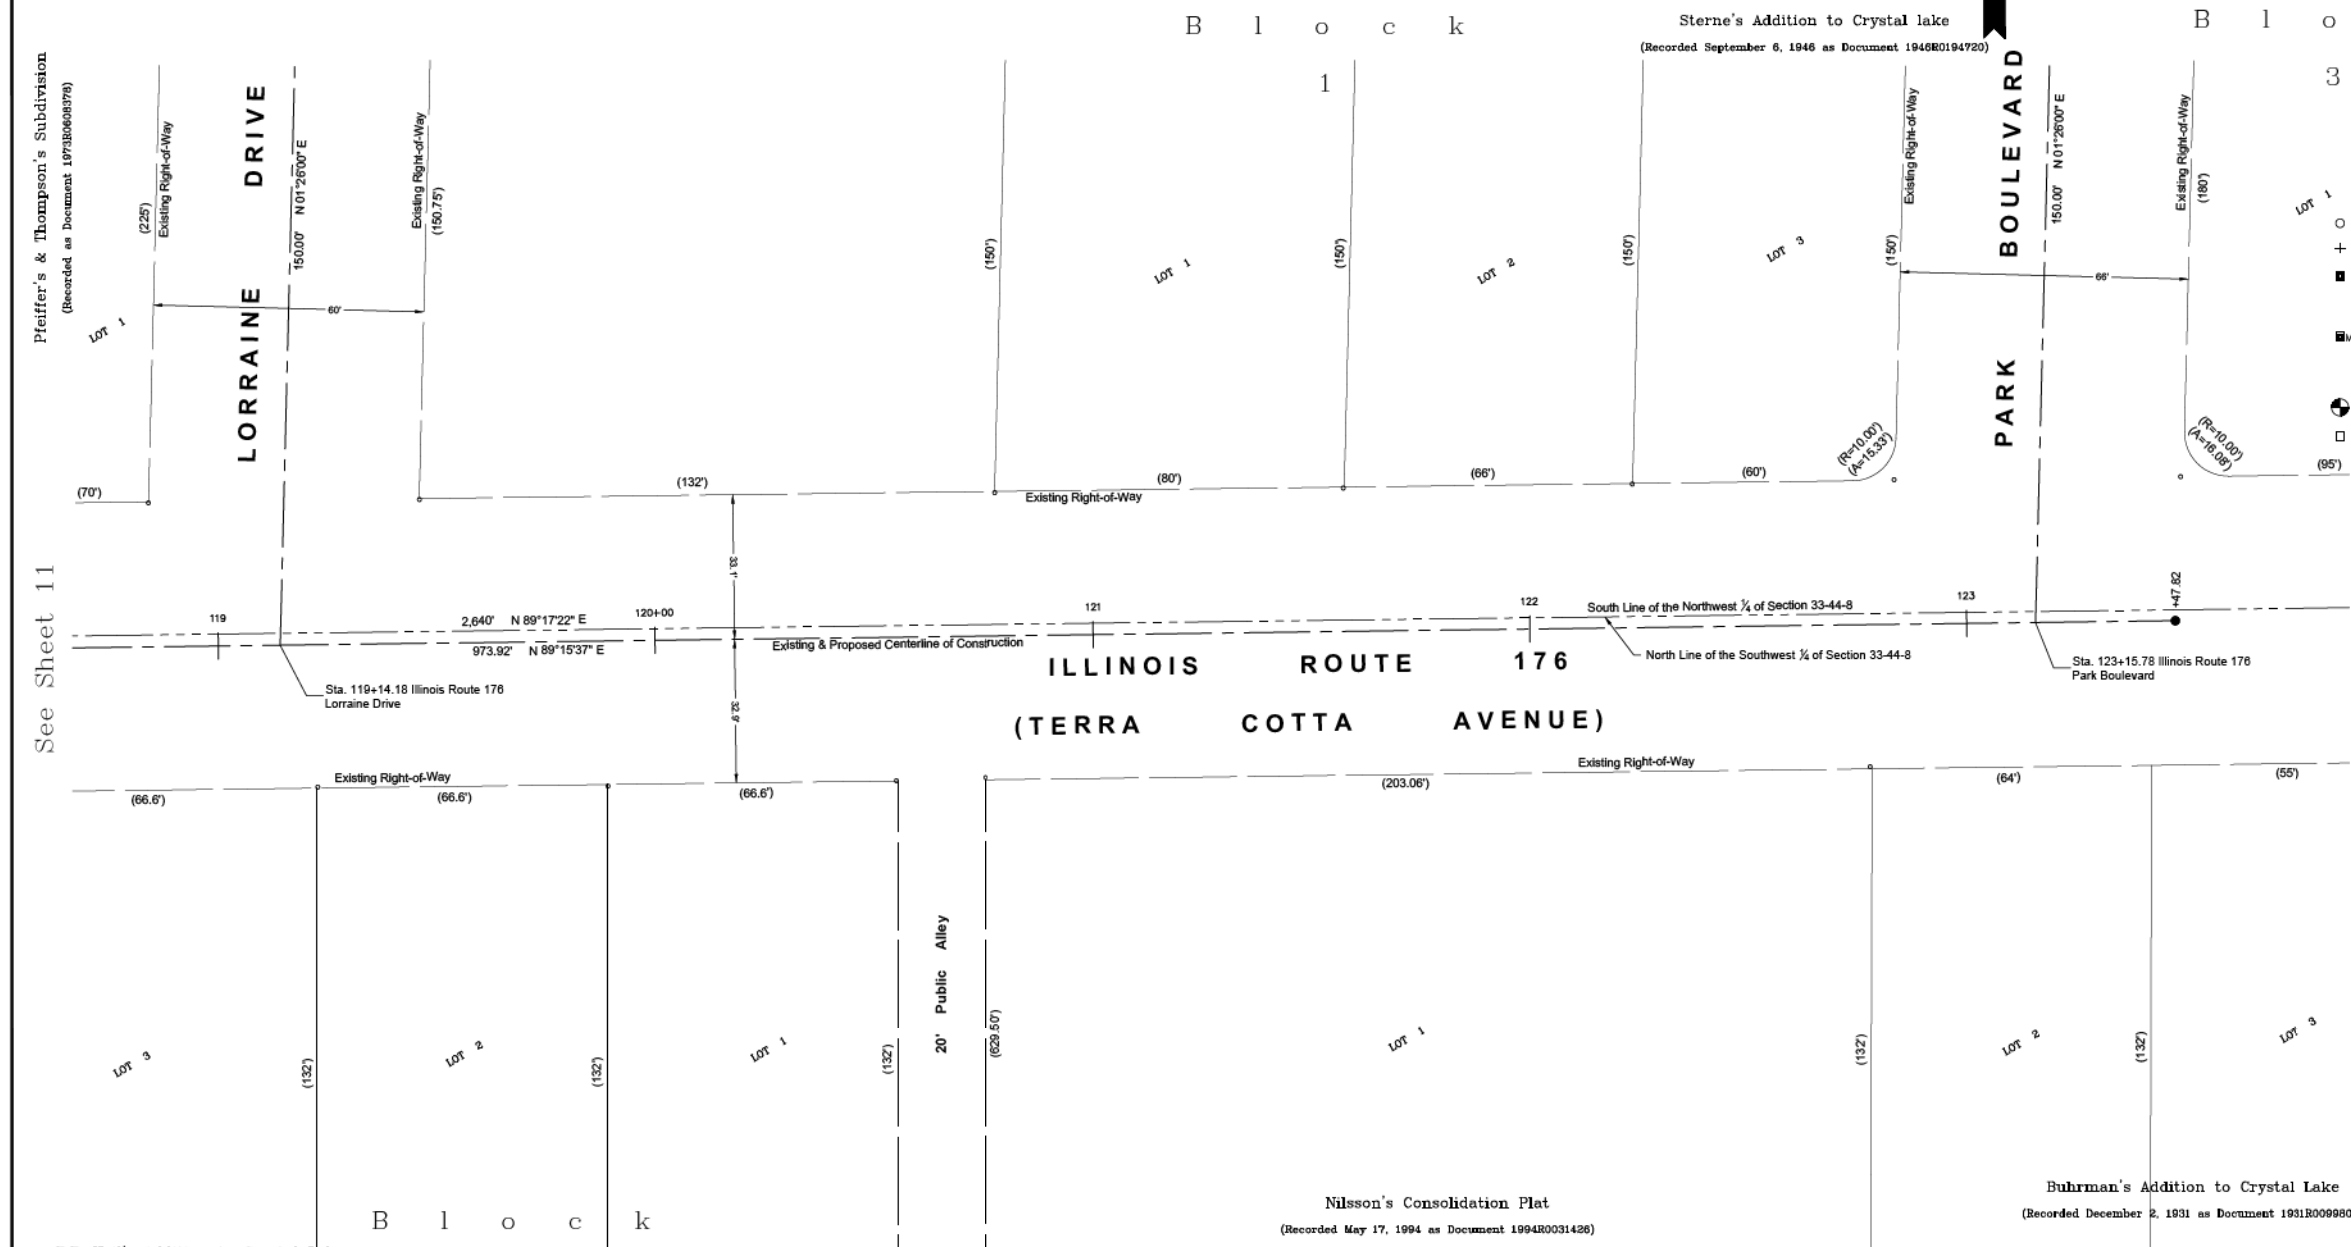 B l o c k
1
Sterne's Addition to Crystal lake
(Recorded September 6, 1946 as Document 1946R0194720)
B l o
3
Pfeiffer's & Thompson's Subdivision
(Recorded as Document 1973R0608378)
LOT 1
(225')
Existing Right-of-Way
LORRAINE DRIVE
150.00' N 01°26'00" E
Existing Right-of-Way
(150.75')
60'
(150')
LOT 1
(150')
LOT 2
(150')
LOT 3
(150')
Existing Right-of-Way
PARK BOULEVARD
150.00' N 01°26'00" E
Existing Right-of-Way
(180')
66'
LOT 1
(R=10.00')
(A=15.33')
(R=10.00')
(A=16.08')
(70')
(132')
Existing Right-of-Way
(80')
(66')
(60')
(95')
33.1'
See Sheet 11
119
2,640' N 89°17'22" E
120+00
121
122
South Line of the Northwest ¼ of Section 33-44-8
123
+47.82
973.92' N 89°15'37" E
Existing & Proposed Centerline of Construction
North Line of the Southwest ¼ of Section 33-44-8
ILLINOIS ROUTE 176
(TERRA COTTA AVENUE)
Sta. 119+14.18 Illinois Route 176
Lorraine Drive
Sta. 123+15.78 Illinois Route 176
Park Boulevard
32.9'
Existing Right-of-Way
(66.6')
(66.6')
(66.6')
Existing Right-of-Way
(203.06')
(64')
(55')
LOT 3
(132')
LOT 2
(132')
LOT 1
(132')
20' Public Alley
(629.50')
LOT 1
(132')
LOT 2
(132')
LOT 3
B l o c k
Nilsson's Consolidation Plat
(Recorded May 17, 1994 as Document 1994R0031426)
Buhrman's Addition to Crystal Lake
(Recorded December 2, 1931 as Document 1931R009980